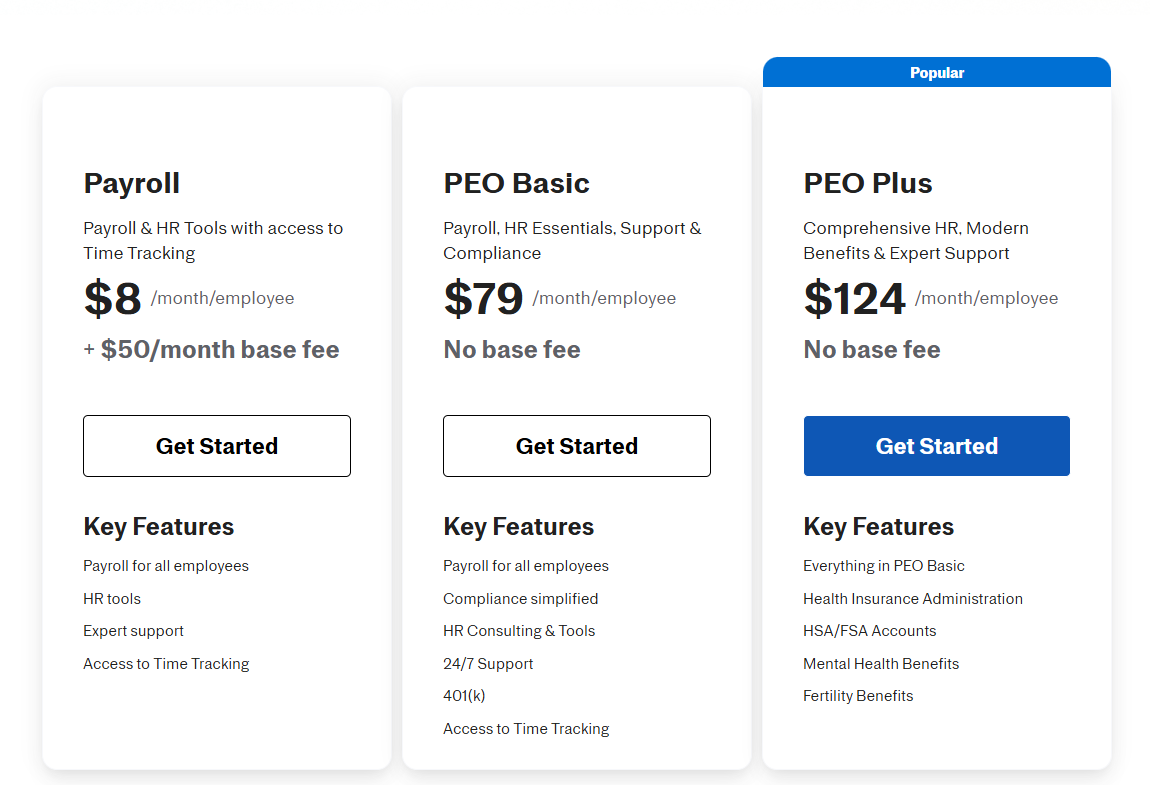 Popular
Payroll
Payroll & HR Tools with access to
Time Tracking
$8 /month/employee
+ $50/month base fee
Get Started
Key Features
Payroll for all employees
HR tools
Expert support
Access to Time Tracking
PEO Basic
Payroll, HR Essentials, Support &
Compliance
$79 /month/employee
No base fee
Get Started
Key Features
Payroll for all employees
Compliance simplified
HR Consulting & Tools
24/7 Support
401(k)
Access to Time Tracking
PEO Plus
Comprehensive HR, Modern
Benefits & Expert Support
$124 /month/employee
No base fee
Get Started
Key Features
Everything in PEO Basic
Health Insurance Administration
HSA/FSA Accounts
Mental Health Benefits
Fertility Benefits